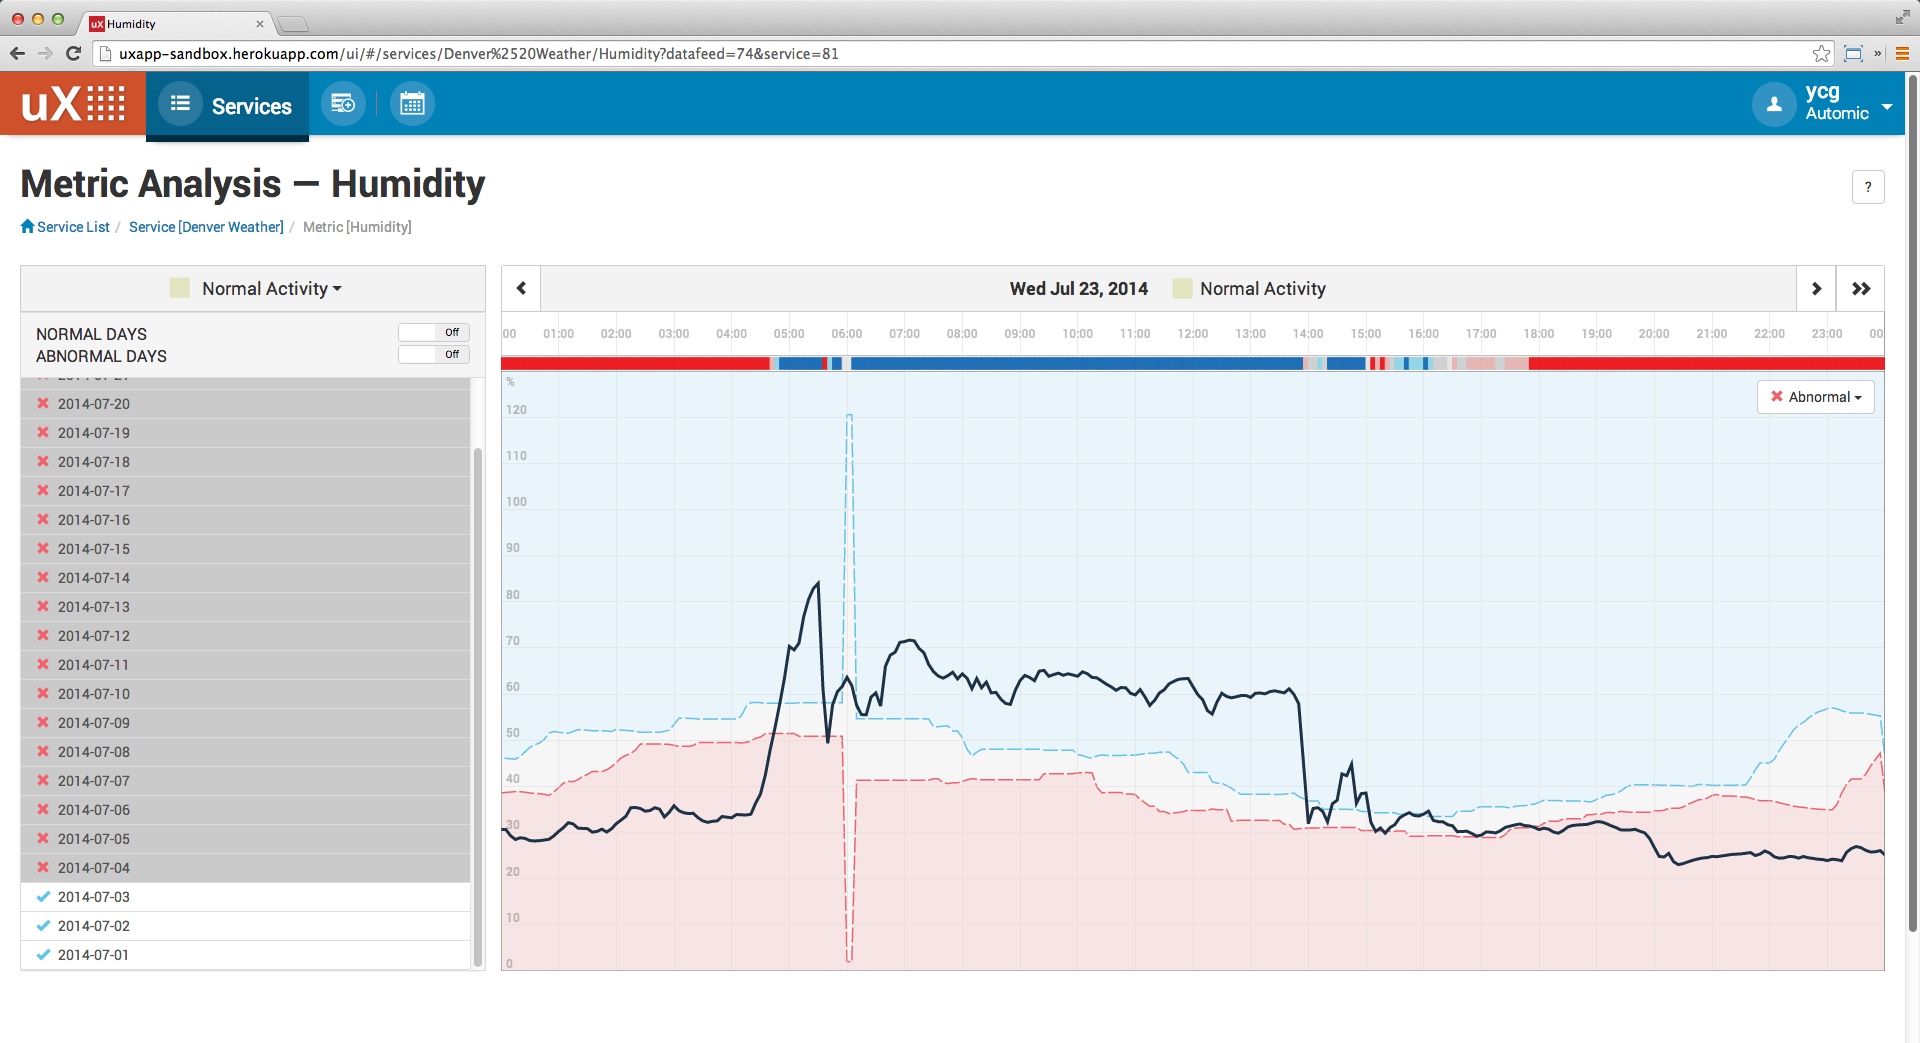 uX Humidity
uxapp-sandbox.herokuapp.com/ui/#/services/Denver%2520Weather/Humidity?datafeed=74&service=81
uX Services ycg
Automic
Metric Analysis — Humidity ?
Service List / Service [Denver Weather] / Metric [Humidity]
Normal Activity
Wed Jul 23, 2014 Normal Activity
NORMAL DAYS Off
ABNORMAL DAYS Off
00 01:00 02:00 03:00 04:00 05:00 06:00 07:00 08:00 09:00 10:00 11:00 12:00 13:00 14:00 15:00 16:00 17:00 18:00 19:00 20:00 21:00 22:00 23:00 00
2014-07-20
2014-07-19
2014-07-18
2014-07-17
2014-07-16
2014-07-15
2014-07-14
2014-07-13
2014-07-12
2014-07-11
2014-07-10
2014-07-09
2014-07-08
2014-07-07
2014-07-06
2014-07-05
2014-07-04
2014-07-03
2014-07-02
2014-07-01
%
Abnormal
120
110
100
90
80
70
60
50
40
30
20
10
0